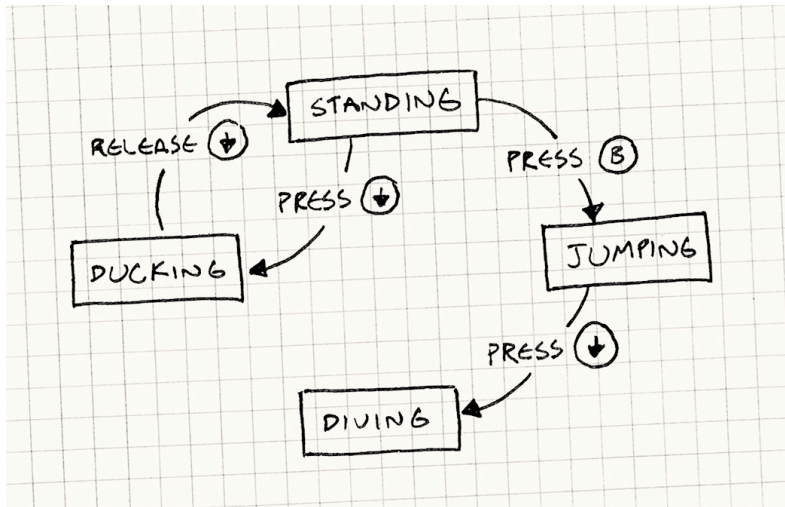 STANDING
RELEASE ↓
PRESS B
PRESS ↓
DUCKING
JUMPING
PRESS ↓
DIVING